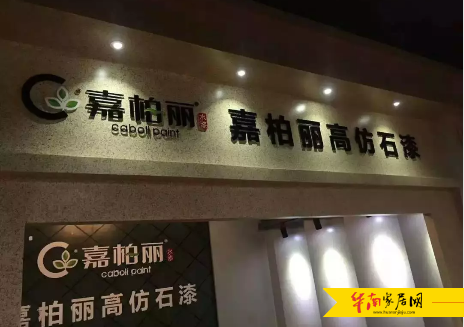 嘉柏丽
caboli paint
嘉柏丽高仿石漆
嘉柏丽
caboli paint
嘉柏丽高仿石漆
华南家居网